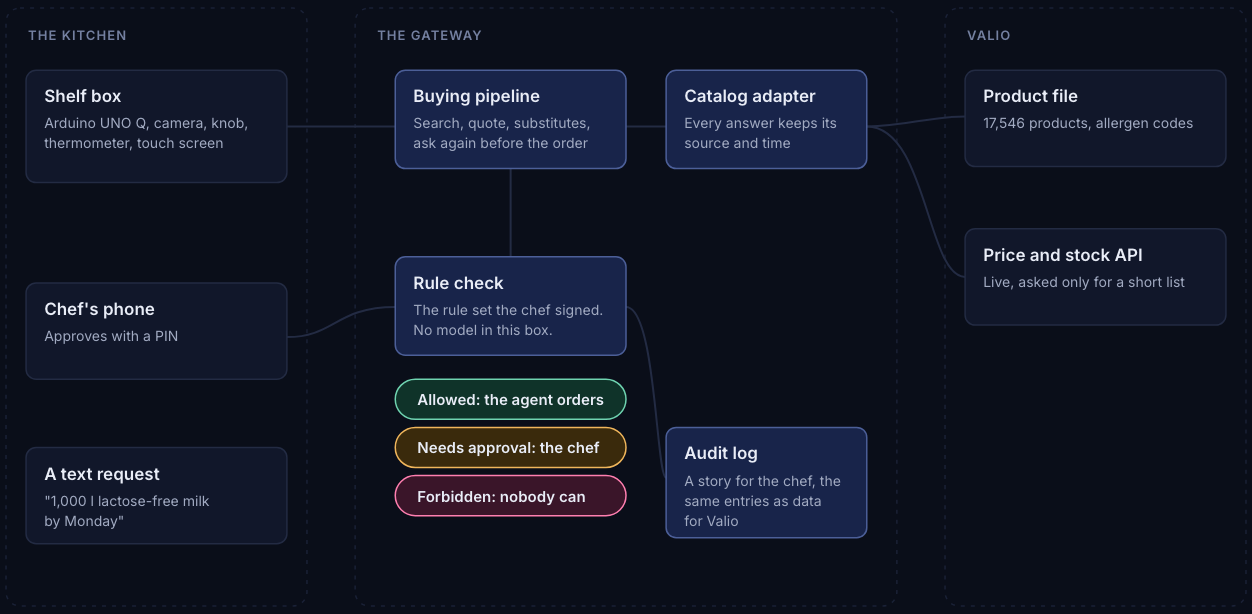 THE KITCHEN
Shelf box
Arduino UNO Q, camera, knob,
thermometer, touch screen
Chef's phone
Approves with a PIN
A text request
"1,000 l lactose-free milk
by Monday"
THE GATEWAY
Buying pipeline
Search, quote, substitutes,
ask again before the order
Catalog adapter
Every answer keeps its
source and time
Rule check
The rule set the chef signed.
No model in this box.
Allowed: the agent orders
Needs approval: the chef
Forbidden: nobody can
Audit log
A story for the chef, the
same entries as data
for Valio
VALIO
Product file
17,546 products, allergen codes
Price and stock API
Live, asked only for a short list